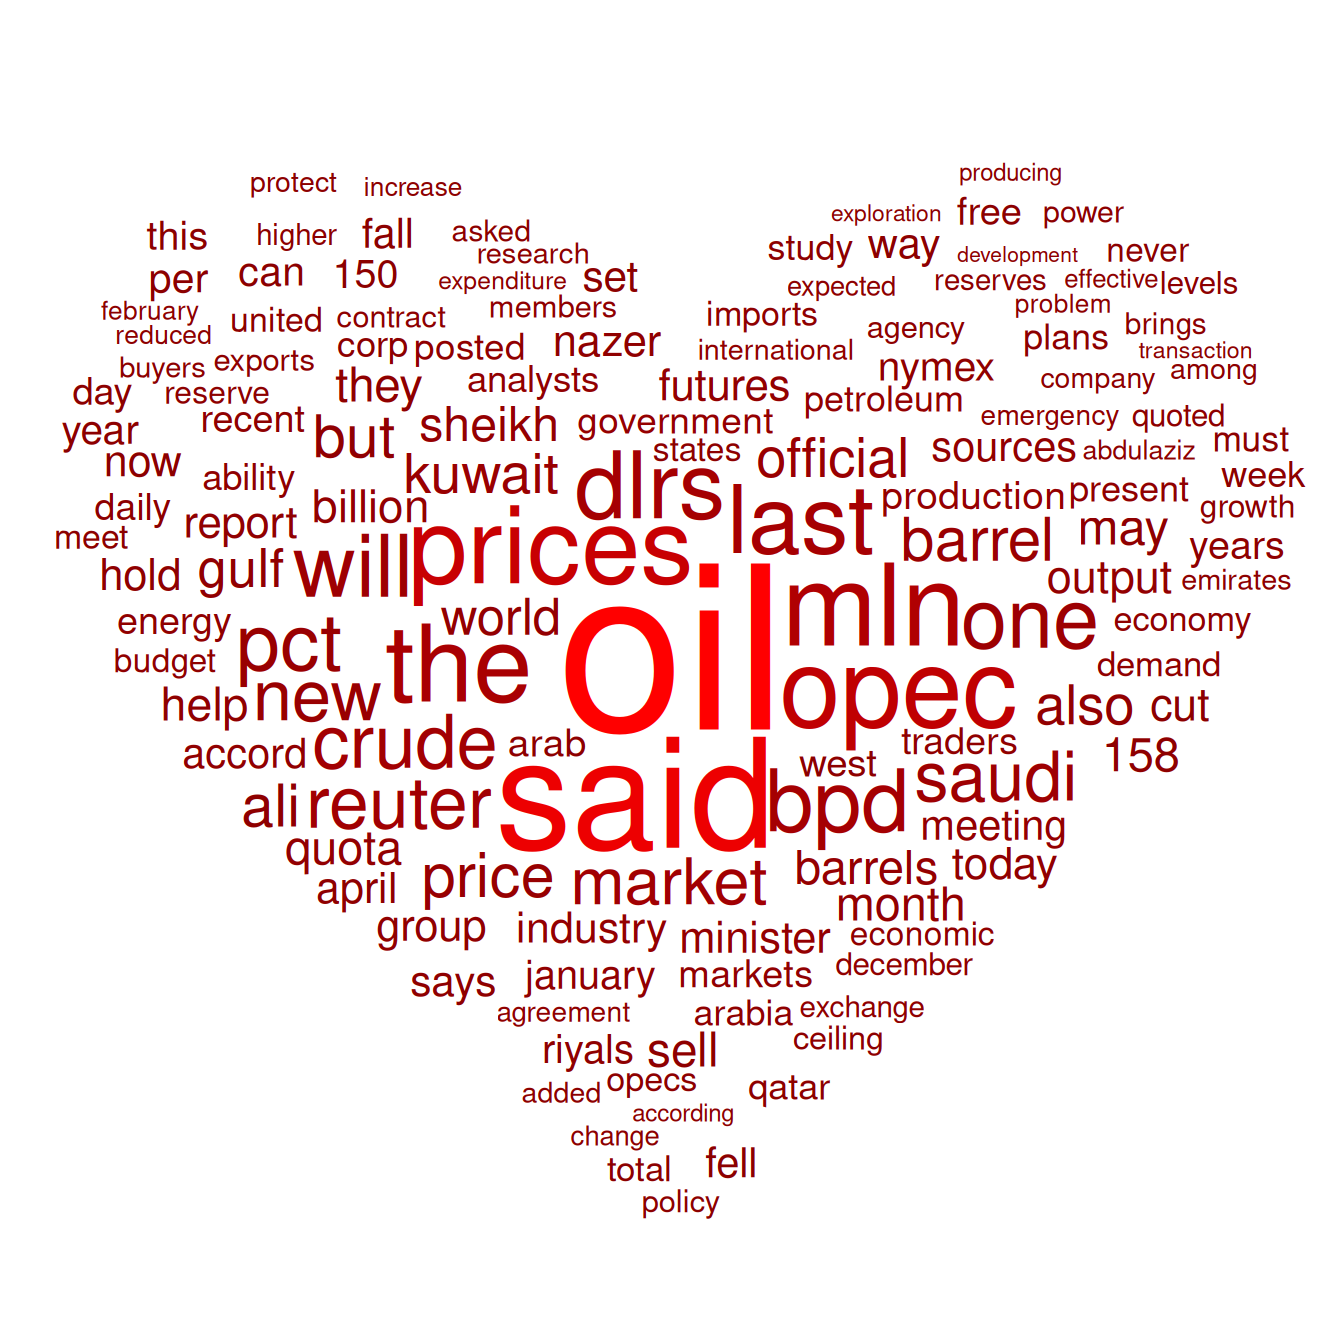 protect increase producing
exploration free power
this higher fall asked study way development never
research
per can 150 expenditure set expected reserves effective levels
february reduced united contract members imports agency problem plans brings
buyers exports corp posted nazer international nymex company transaction among
day reserve they analysts futures petroleum emergency quoted
year recent but sheikh government states official sources abdulaziz must
now ability kuwait dlrs last production present week
daily report billion prices barrel may growth
meet hold gulf will years
output emirates
energy world oil mln one economy
budget pct the opec demand
help new also cut
accord crude arab said traders west saudi 158
ali reuter bpd meeting
quota price market barrels today
april month
group industry minister economic
says january markets december
agreement arabia exchange
riyals sell ceiling
added opecs qatar
according
change
total fell
policy